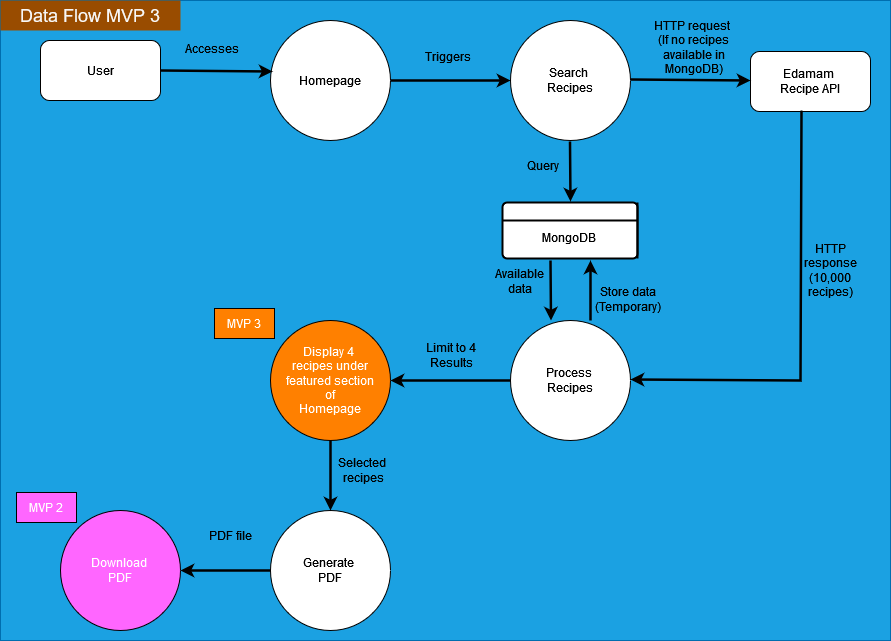 Data Flow MVP 3
User
Accesses
Homepage
Triggers
Search
Recipes
HTTP request
(If no recipes
available in
MongoDB)
Edamam
Recipe API
Query
MongoDB
Available
data
Store data
(Temporary)
HTTP
response
(10,000
recipes)
MVP 3
Display 4
recipes under
featured section
of
Homepage
Limit to 4
Results
Process
Recipes
Selected
recipes
MVP 2
Download
PDF
PDF file
Generate
PDF